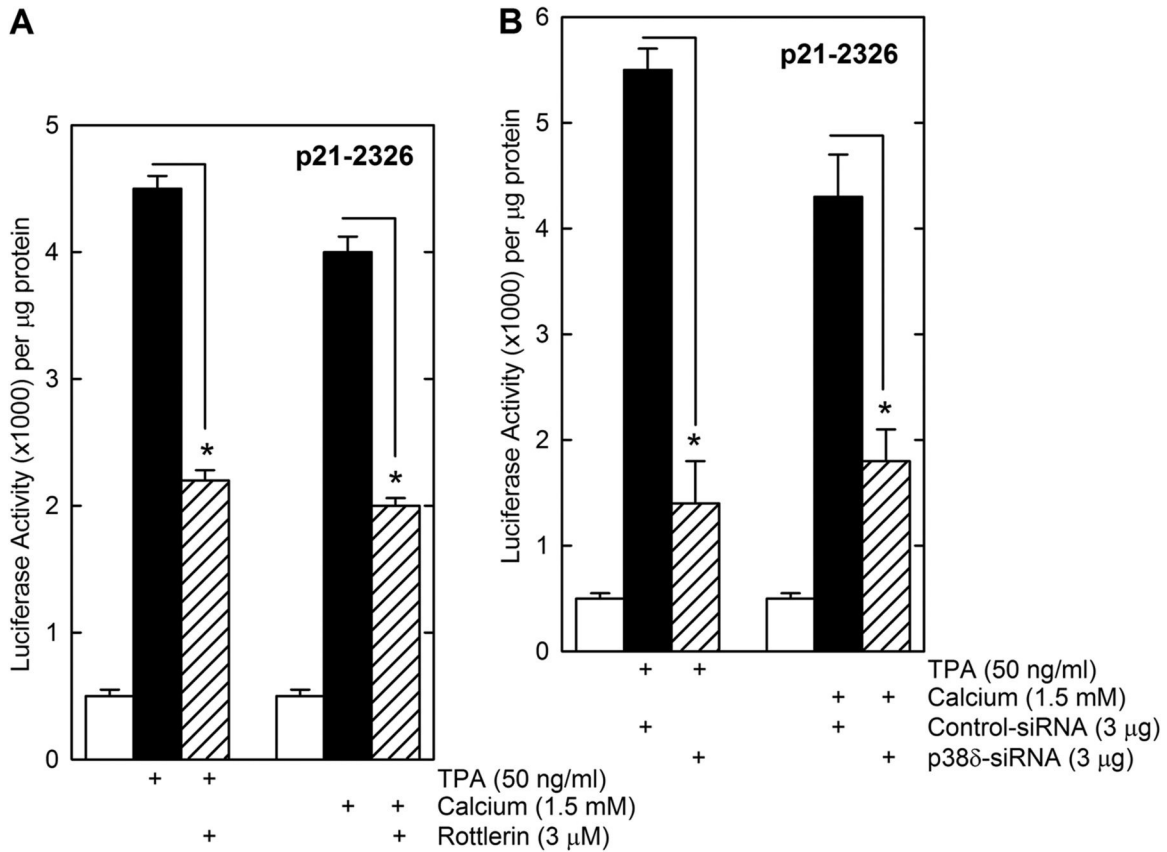 A
p21-2326
Luciferase Activity (x1000) per μg protein
5
4
3
2
1
0
*
*
+ + TPA (50 ng/ml)
+ + Calcium (1.5 mM)
+ + Rottlerin (3 μM)
B
p21-2326
Luciferase Activity (x1000) per μg protein
6
5
4
3
2
1
0
*
*
+ + TPA (50 ng/ml)
+ + Calcium (1.5 mM)
+ + Control-siRNA (3 μg)
+ + p38δ-siRNA (3 μg)